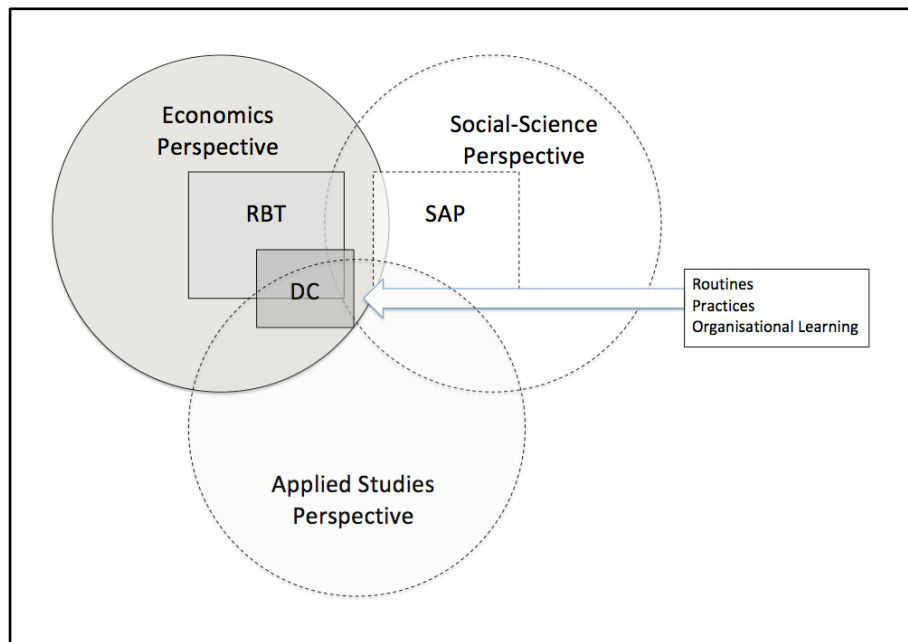 Economics
Perspective
Social-Science
Perspective
RBT
SAP
DC
Routines
Practices
Organisational Learning
Applied Studies
Perspective